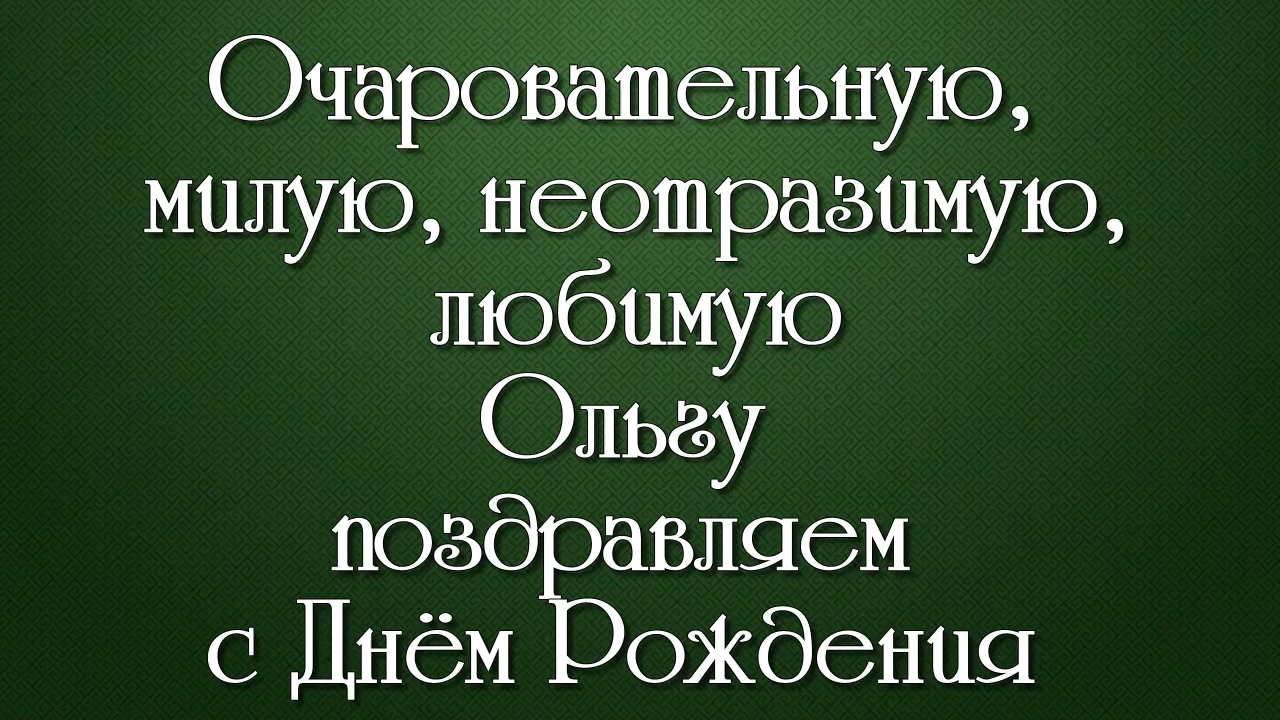 Очаровательную,
милую, неотразимую,
любимую
Ольгу
поздравляем
с Днём Рождения